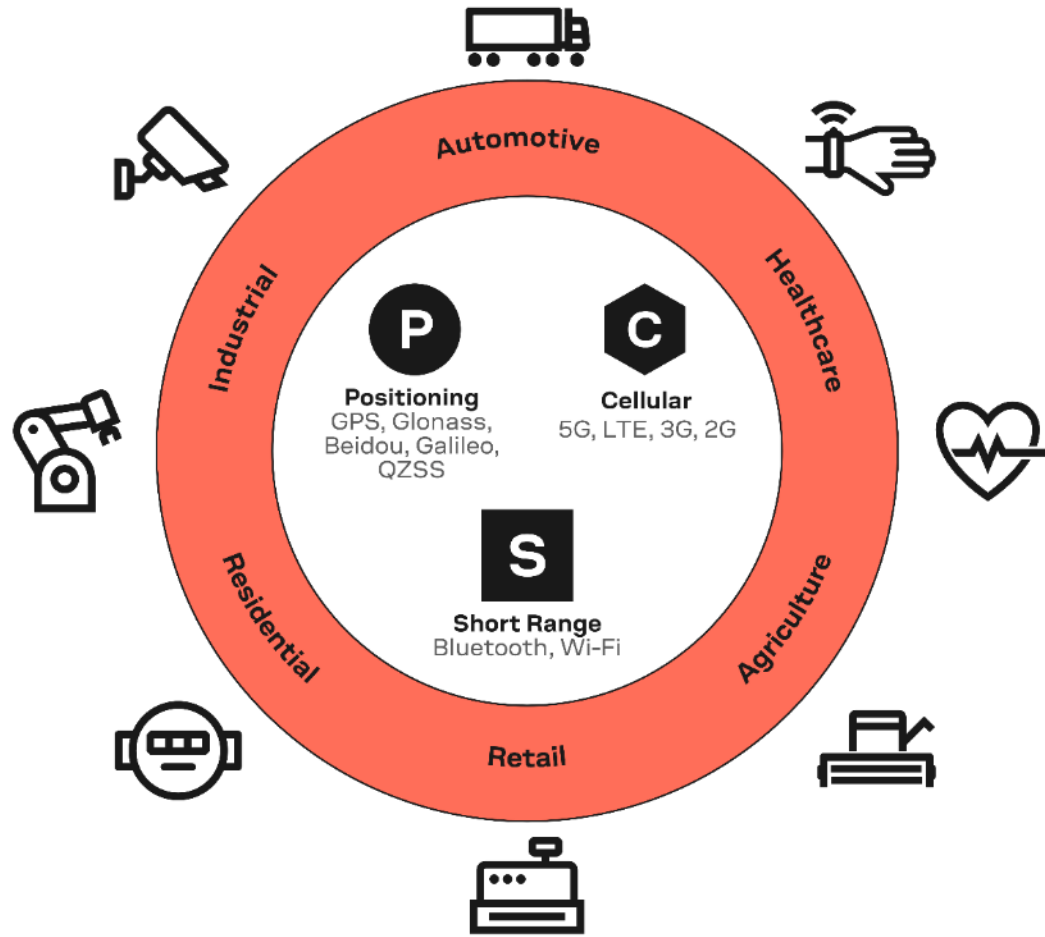 Automotive
Industrial
Healthcare
P
Positioning
GPS, Glonass,
Beidou, Galileo,
QZSS
C
Cellular
5G, LTE, 3G, 2G
S
Short Range
Bluetooth, Wi-Fi
Residential
Agriculture
Retail